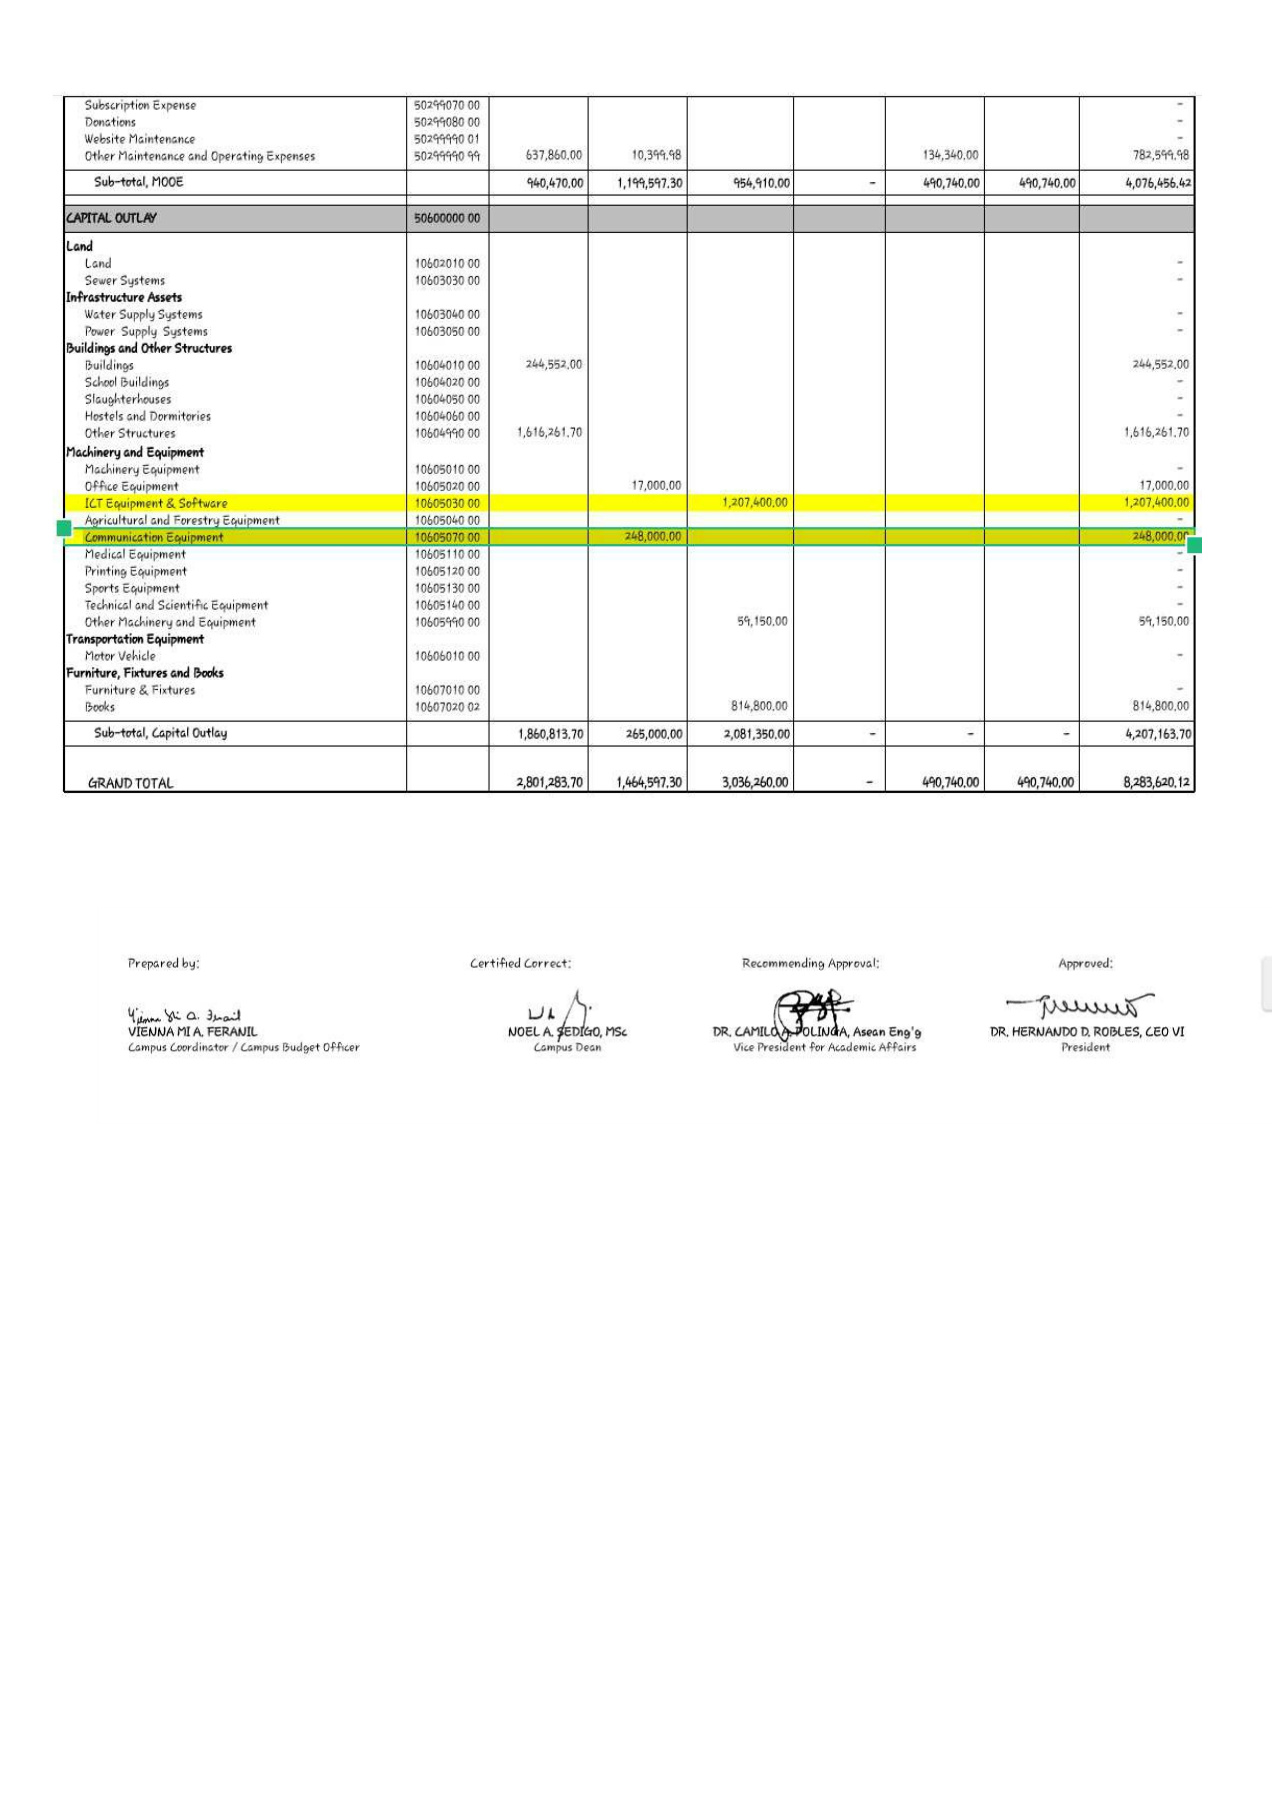 Subscription Expense 50299070 00 -
Donations 50299080 00 -
Website Maintenance 50299990 01 -
Other Maintenance and Operating Expenses 50299990 99 637,860.00 10,399.98 134,340.00 782,599.98
Sub-total, MOOE 940,470.00 1,199,597.30 954,910.00 - 490,740.00 490,740.00 4,076,456.42
CAPITAL OUTLAY 50600000 00
Land
Land 10602010 00 -
Sewer Systems 10603030 00 -
Infrastructure Assets
Water Supply Systems 10603040 00 -
Power Supply Systems 10603050 00 -
Buildings and Other Structures
Buildings 10604010 00 244,552.00 244,552.00
School Buildings 10604020 00 -
Slaughterhouses 10604050 00 -
Hostels and Dormitories 10604060 00 -
Other Structures 10604990 00 1,616,261.70 1,616,261.70
Machinery and Equipment
Machinery Equipment 10605010 00 -
Office Equipment 10605020 00 17,000.00 17,000.00
ICT Equipment & Software 10605030 00 1,207,400.00 1,207,400.00
Agricultural and Forestry Equipment 10605040 00 -
Communication Equipment 10605070 00 248,000.00 248,000.00
Medical Equipment 10605110 00 -
Printing Equipment 10605120 00 -
Sports Equipment 10605130 00 -
Technical and Scientific Equipment 10605140 00 -
Other Machinery and Equipment 10605990 00 59,150.00 59,150.00
Transportation Equipment
Motor Vehicle 10606010 00 -
Furniture, Fixtures and Books
Furniture & Fixtures 10607010 00 -
Books 10607020 02 814,800.00 814,800.00
Sub-total, Capital Outlay 1,860,813.70 265,000.00 2,081,350.00 - - - 4,207,163.70
GRAND TOTAL 2,801,283.70 1,464,597.30 3,036,260.00 - 490,740.00 490,740.00 8,283,620.12
Prepared by: Certified Correct: Recommending Approval: Approved:
VIENNA MI A. FERANIL NOEL A. SEDIGO, MSc DR. CAMILO A. POLINGA, Asean Eng'g DR. HERNANDO D. ROBLES, CEO VI
Campus Coordinator / Campus Budget Officer Campus Dean Vice President for Academic Affairs President